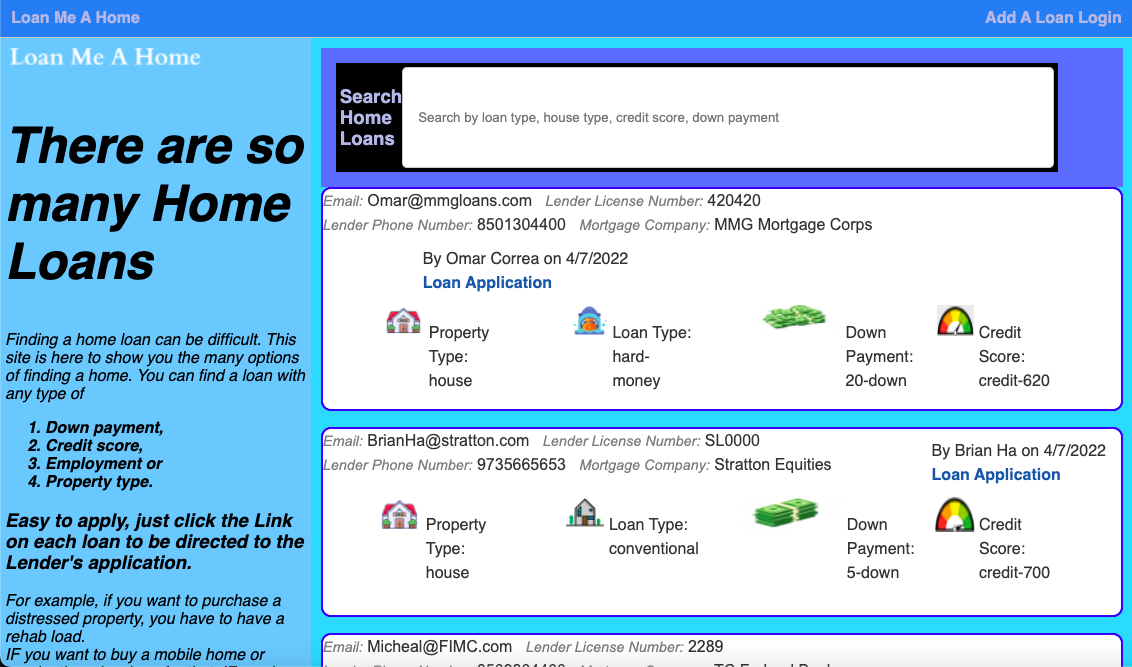 Loan Me A Home
Add A Loan Login
Loan Me A Home
There are so
many Home
Loans
Finding a home loan can be difficult. This
site is here to show you the many options
of finding a home. You can find a loan with
any type of
1. Down payment,
2. Credit score,
3. Employment or
4. Property type.
Easy to apply, just click the Link
on each loan to be directed to the
Lender's application.
For example, if you want to purchase a
distressed property, you have to have a
rehab load.
IF you want to buy a mobile home or
Search
Home
Loans
Search by loan type, house type, credit score, down payment
Email: Omar@mmgloans.com Lender License Number: 420420
Lender Phone Number: 8501304400 Mortgage Company: MMG Mortgage Corps
By Omar Correa on 4/7/2022
Loan Application
Property
Type:
house
Loan Type:
hard-
money
Down
Payment:
20-down
Credit
Score:
credit-620
Email: BrianHa@stratton.com Lender License Number: SL0000
Lender Phone Number: 9735665653 Mortgage Company: Stratton Equities
By Brian Ha on 4/7/2022
Loan Application
Property
Type:
house
Loan Type:
conventional
Down
Payment:
5-down
Credit
Score:
credit-700
Email: Micheal@FIMC.com Lender License Number: 2289